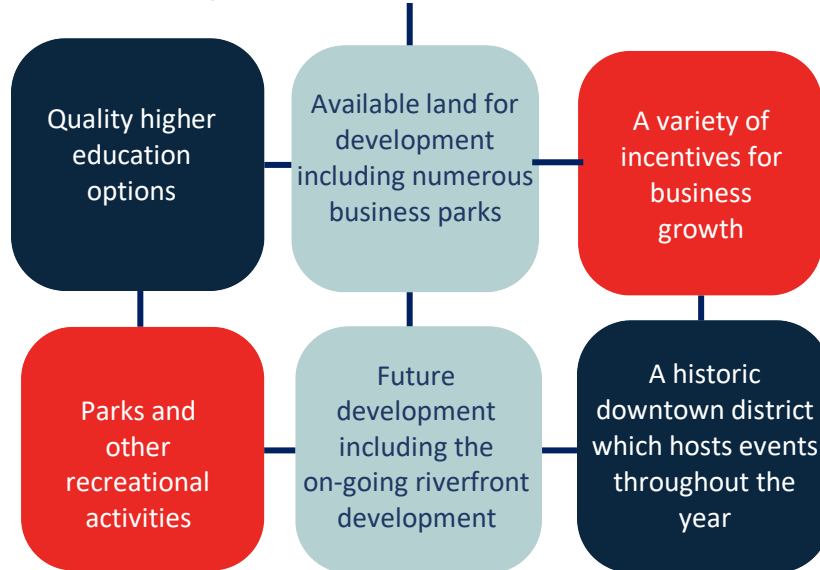 Quality higher
education
options
Available land for
development
including numerous
business parks
A variety of
incentives for
business
growth
Parks and
other
recreational
activities
Future
development
including the
on-going riverfront
development
A historic
downtown district
which hosts events
throughout the
year